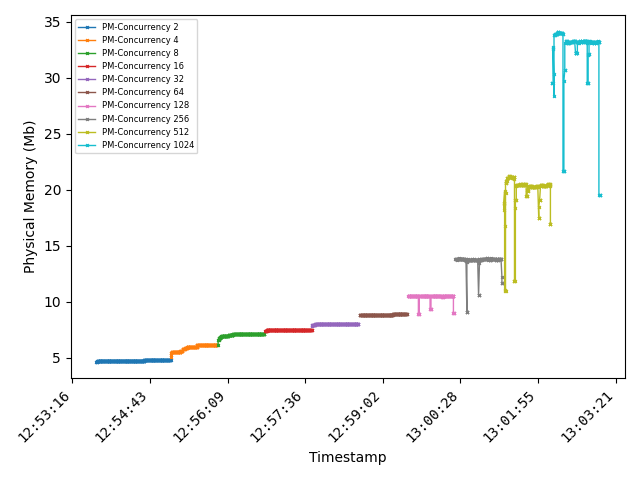 PM-Concurrency 2
PM-Concurrency 4
PM-Concurrency 8
PM-Concurrency 16
PM-Concurrency 32
PM-Concurrency 64
PM-Concurrency 128
PM-Concurrency 256
PM-Concurrency 512
PM-Concurrency 1024
Physical Memory (Mb)
35
30
25
20
15
10
5
12:53:16
12:54:43
12:56:09
12:57:36
12:59:02
13:00:28
13:01:55
13:03:21
Timestamp